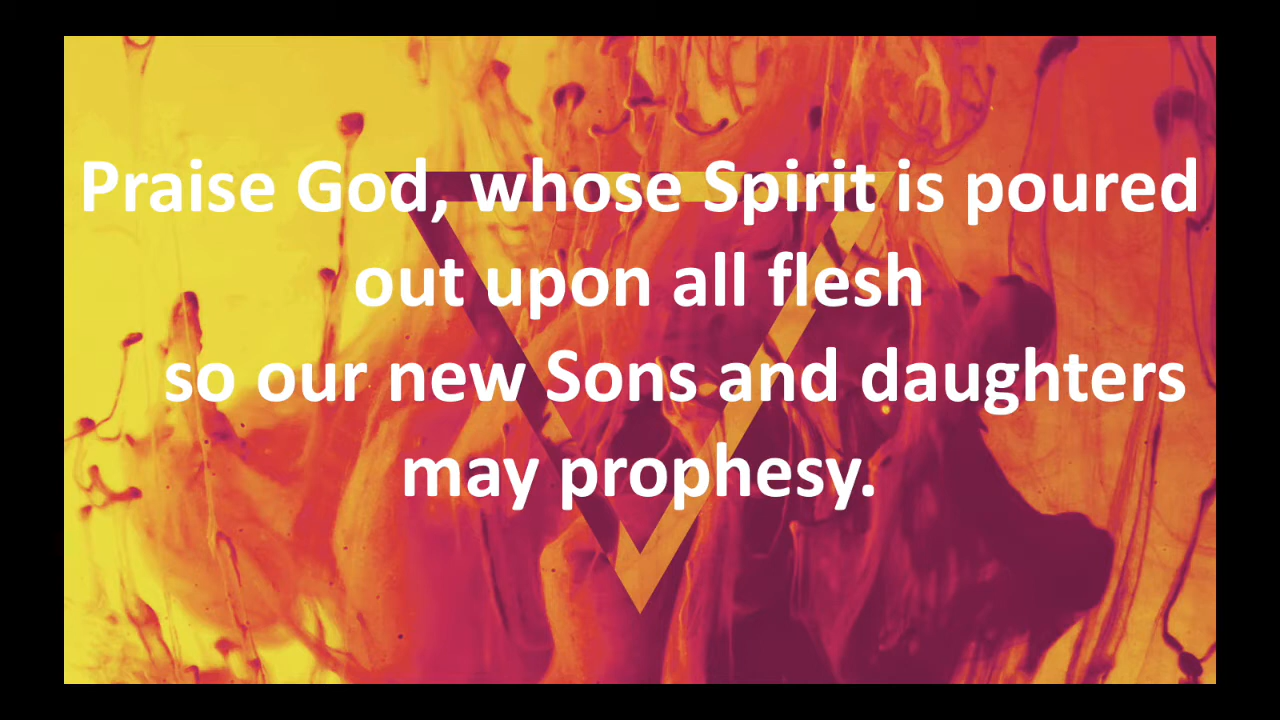 Praise God, whose Spirit is poured
out upon all flesh
so our new Sons and daughters
may prophesy.